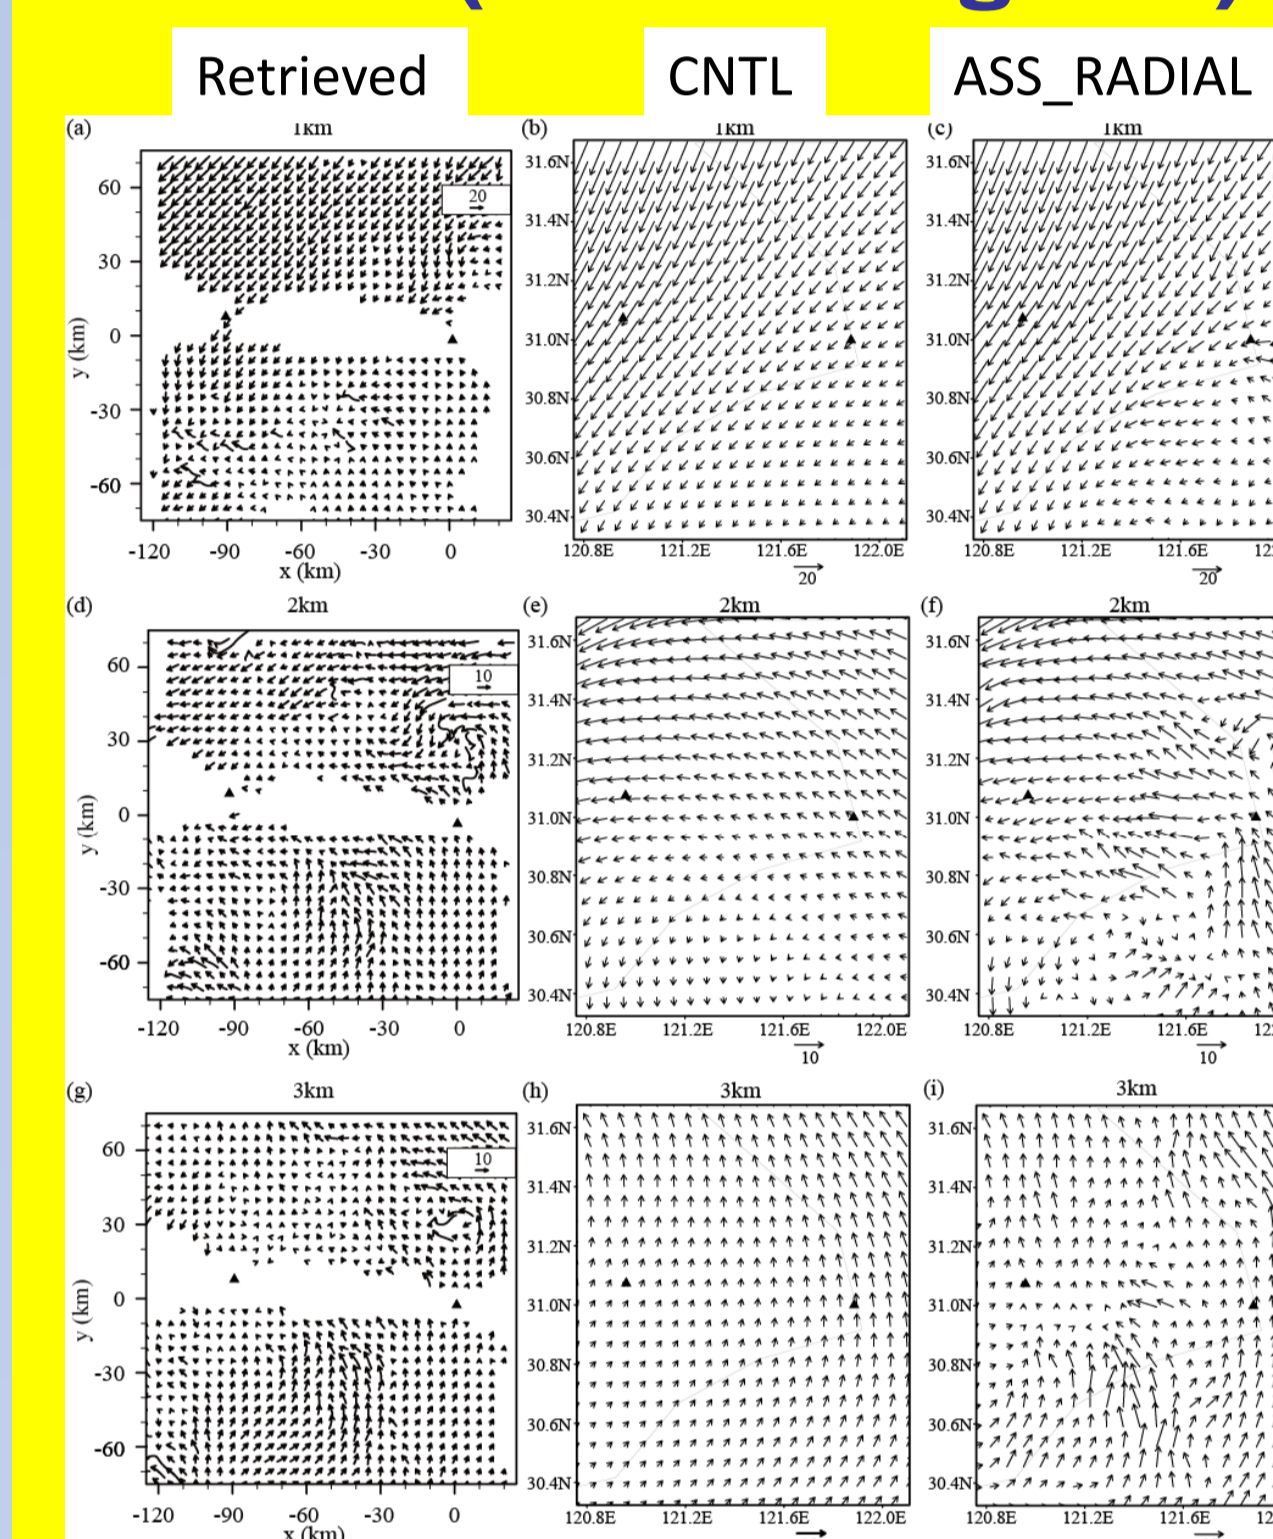 ( g )
Retrieved CNTL ASS_RADIAL
(a) 1km (b) 1km (c) 1km
20
60
30
0
-30
-60
y (km)
-120 -90 -60 -30 0
x (km)
31.6N
31.4N
31.2N
31.0N
30.8N
30.6N
30.4N
120.8E 121.2E 121.6E 122.0E
20
31.6N
31.4N
31.2N
31.0N
30.8N
30.6N
30.4N
120.8E 121.2E 121.6E 12
20
(d) 2km (e) 2km (f) 2km
10
60
30
0
-30
-60
y (km)
-120 -90 -60 -30 0
x (km)
31.6N
31.4N
31.2N
31.0N
30.8N
30.6N
30.4N
120.8E 121.2E 121.6E 122.0E
10
31.6N
31.4N
31.2N
31.0N
30.8N
30.6N
30.4N
120.8E 121.2E 121.6E 12
10
(g) 3km (h) 3km (i) 3km
10
60
30
0
-30
-60
y (km)
-120 -90 -60 -30 0
x (km)
31.6N
31.4N
31.2N
31.0N
30.8N
30.6N
30.4N
120.8E 121.2E 121.6E 122.0E
31.6N
31.4N
31.2N
31.0N
30.8N
30.6N
30.4N
120.8E 121.2E 121.6E 12